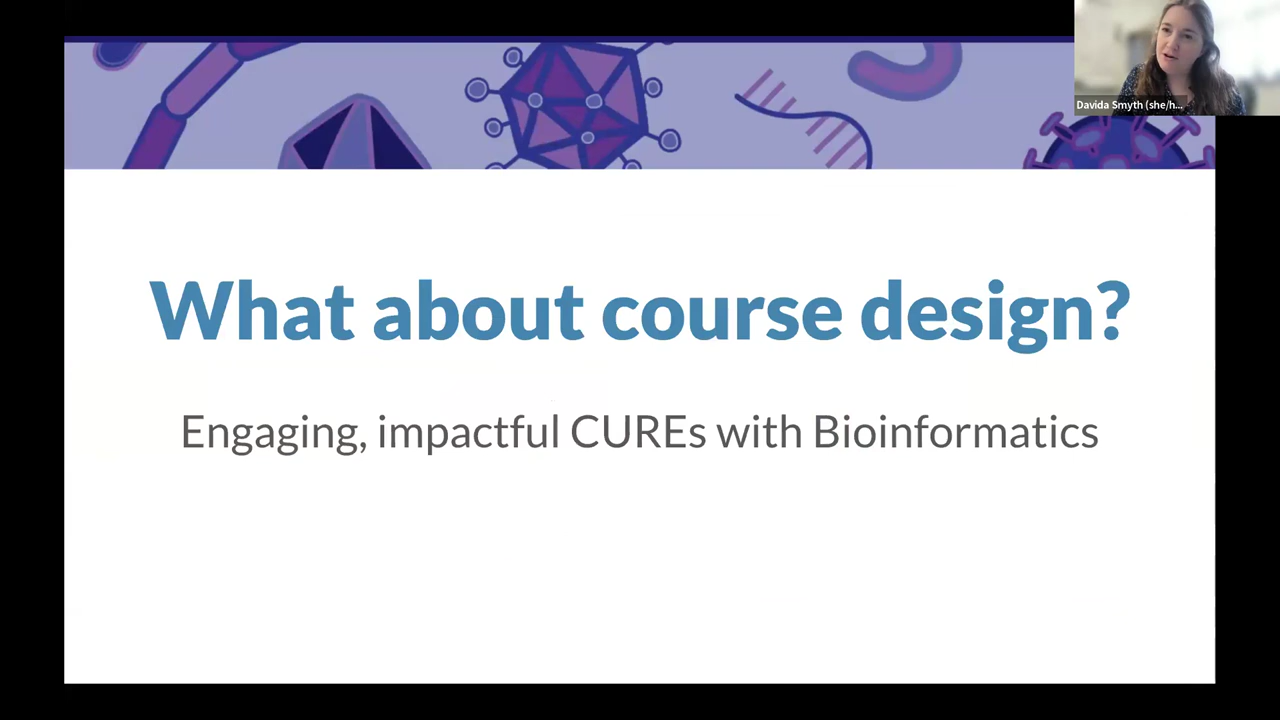 Davida Smyth (she/h...
What about course design?
Engaging, impactful CUREs with Bioinformatics